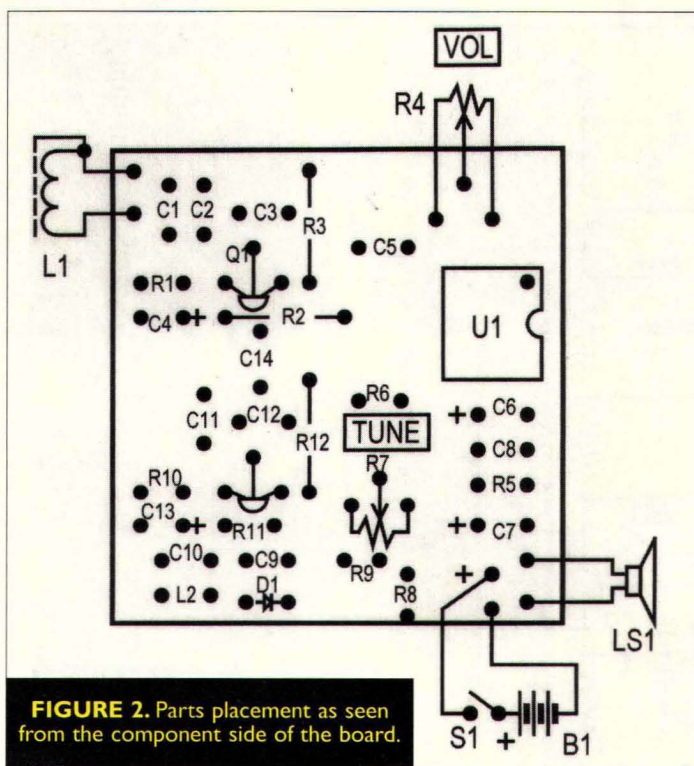 VOL
R4
L1
C1 C2 C3 R3 C5
Q1
R1
C4 + R2 U1
C14
R6 C6
+
C11 C12 TUNE
R12 C8
R7
R10 R5
C13 + R11 + C7
C10 C9 R9 +
D1 R8
L2
LS1
S1 + B1
FIGURE 2. Parts placement as seen
from the component side of the board.